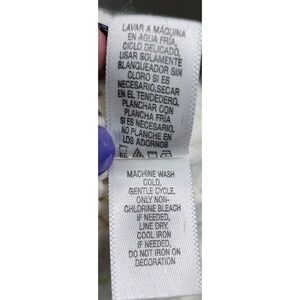 LAVAR A MÁQUINA
EN AGUA FRÍA,
CICLO DELICADO,
USAR SOLAMENTE
BLANQUEADOR SIN
CLORO SI ES
NECESARIO,SECAR
EN EL TENDEDERO,
PLANCHAR CON
PLANCHA FRÍA
SI ES NECESARIO,
NO PLANCHE EN
LOS ADORNOS
MACHINE WASH
COLD,
GENTLE CYCLE,
ONLY NON-
CHLORINE BLEACH
IF NEEDED,
LINE DRY,
COOL IRON
IF NEEDED,
DO NOT IRON ON
DECORATION